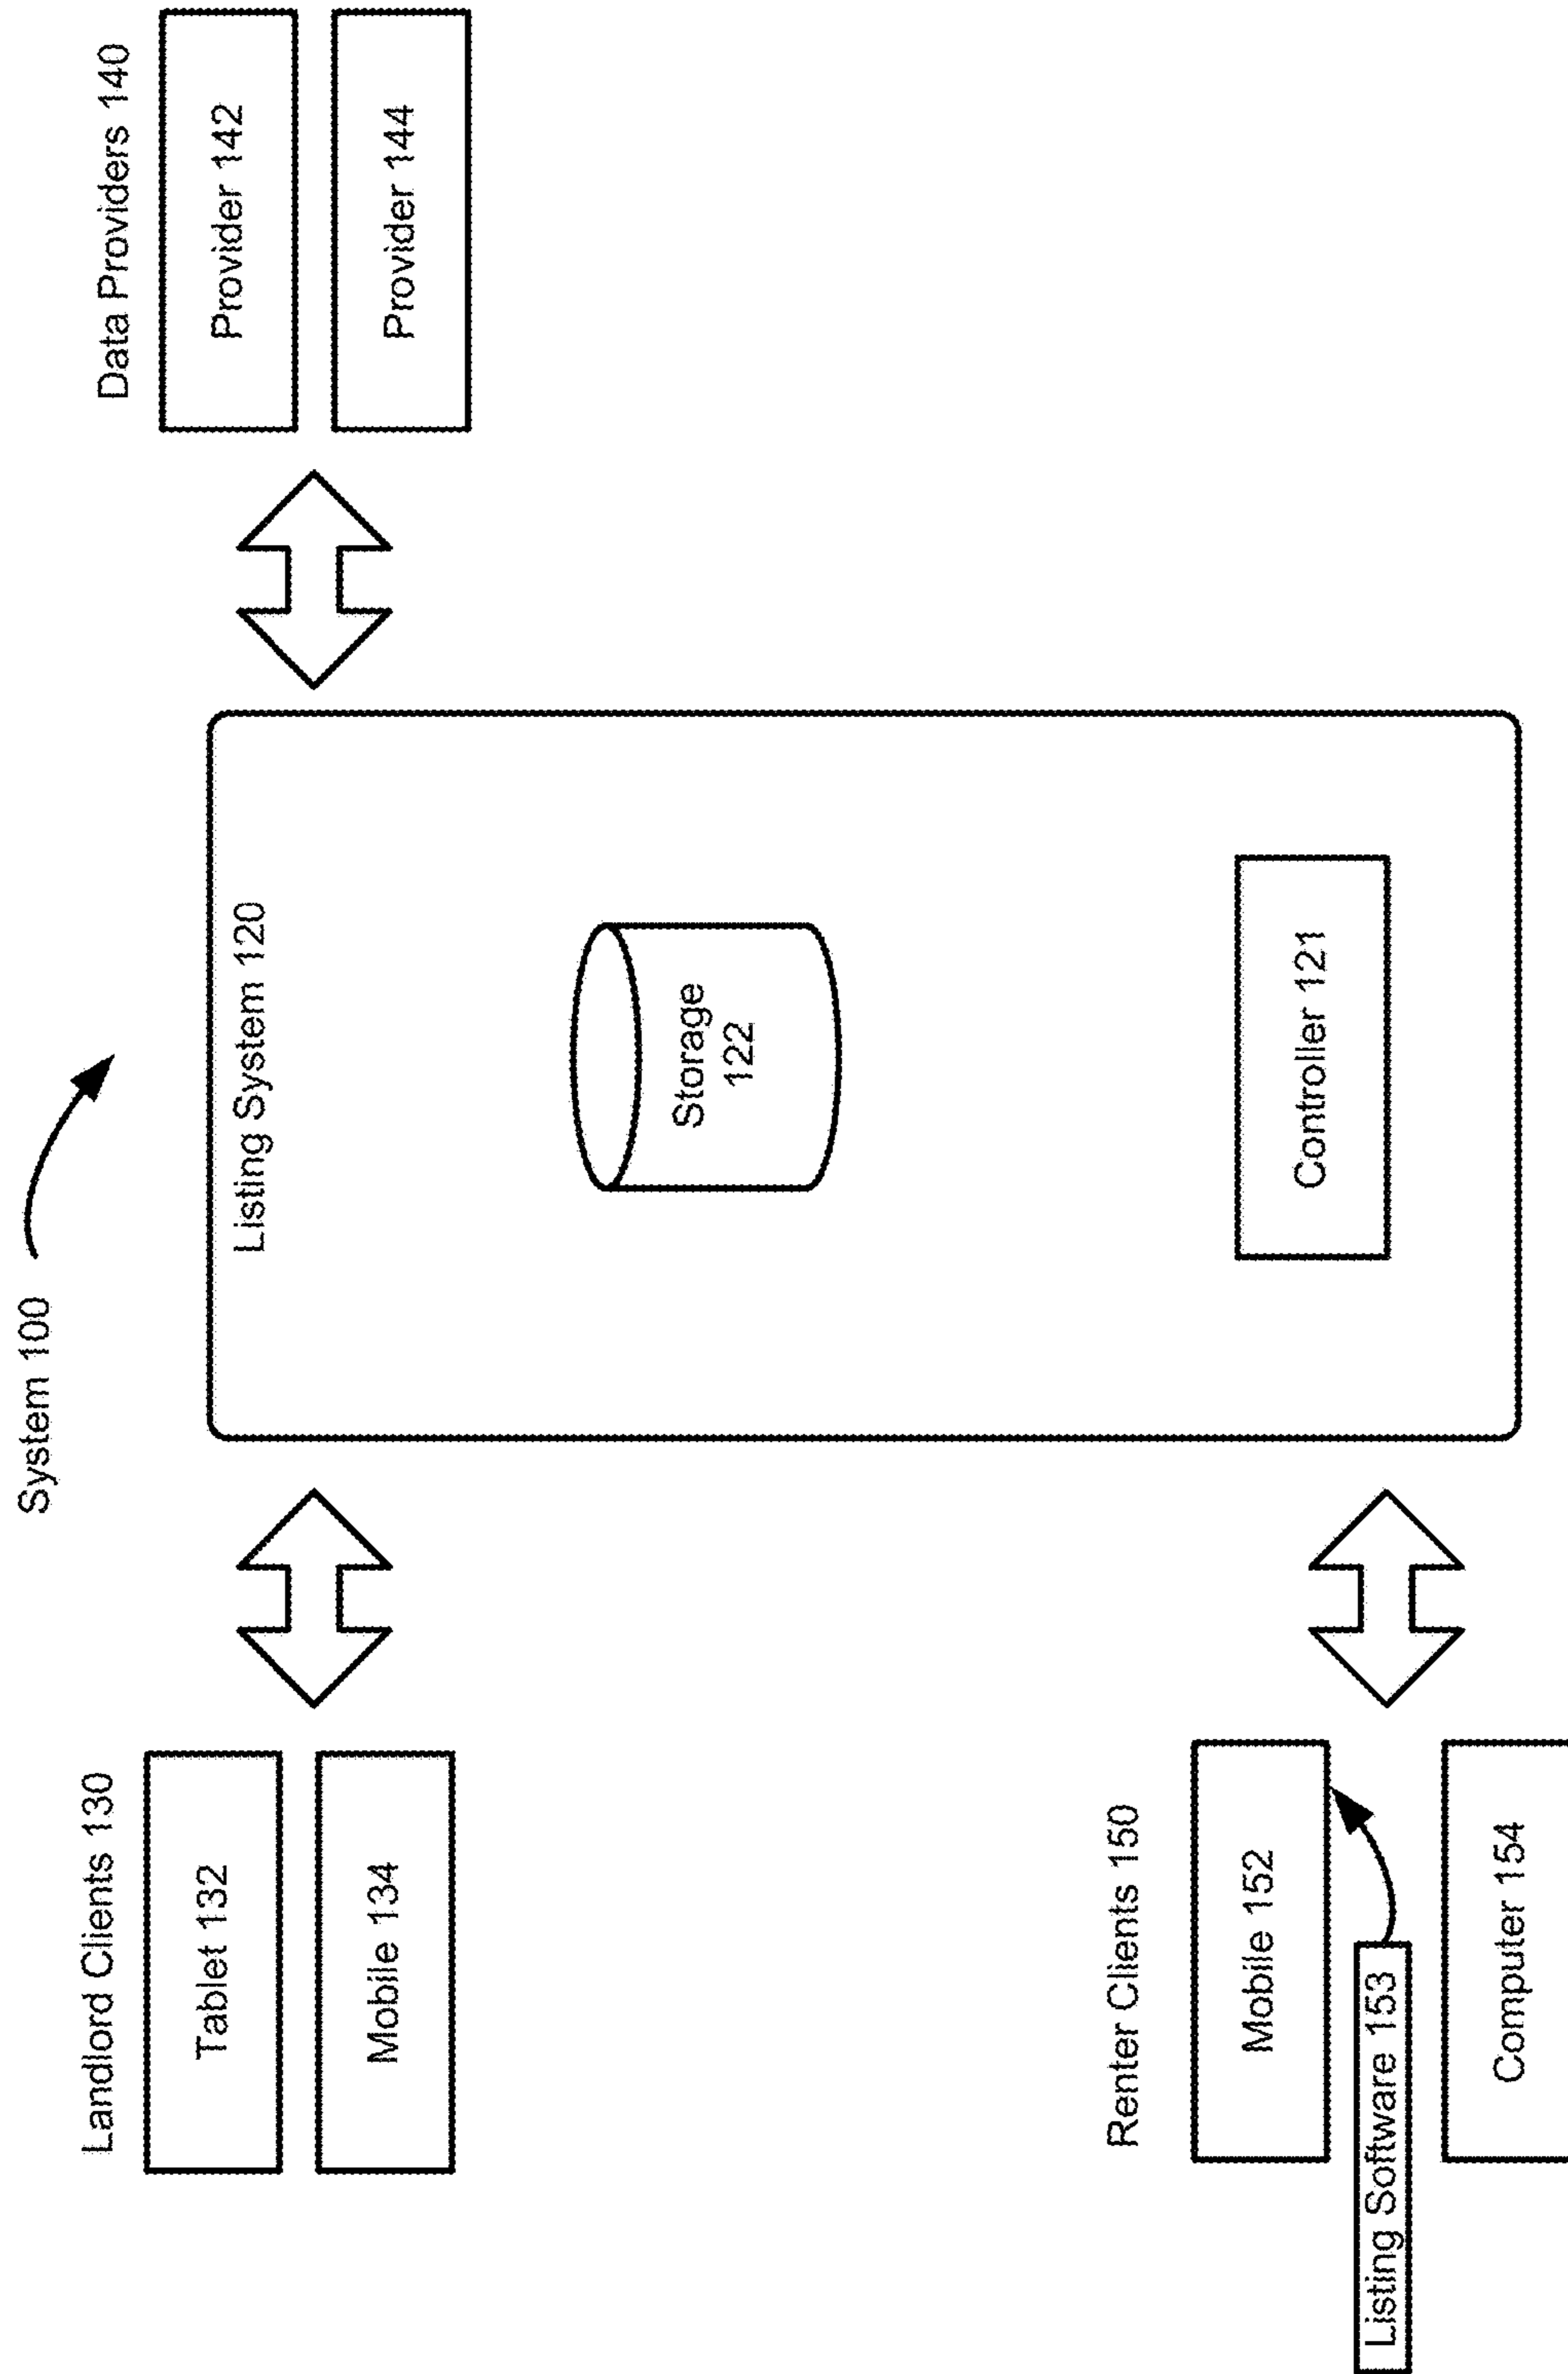 System 100
Landlord Clients 130
Tablet 132
Mobile 134
Listing System 120
Storage
122
Controller 121
Data Providers 140
Provider 142
Provider 144
Renter Clients 150
Mobile 152
Listing Software 153
Computer 154